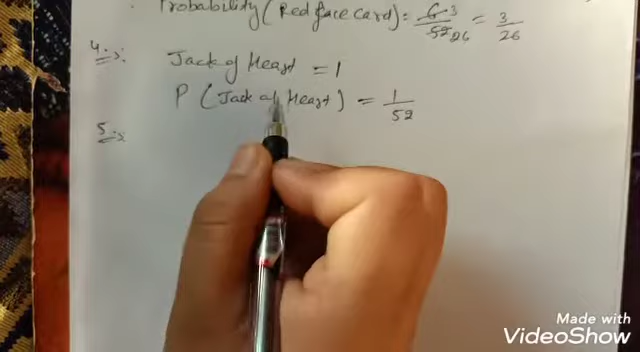 : Probability (Red face card) = 6 3 / 52 26 = 3/26
4.:
Jack of Heart = 1
P (Jack of Heart) = 1/52
5.:
Made with
VideoShow